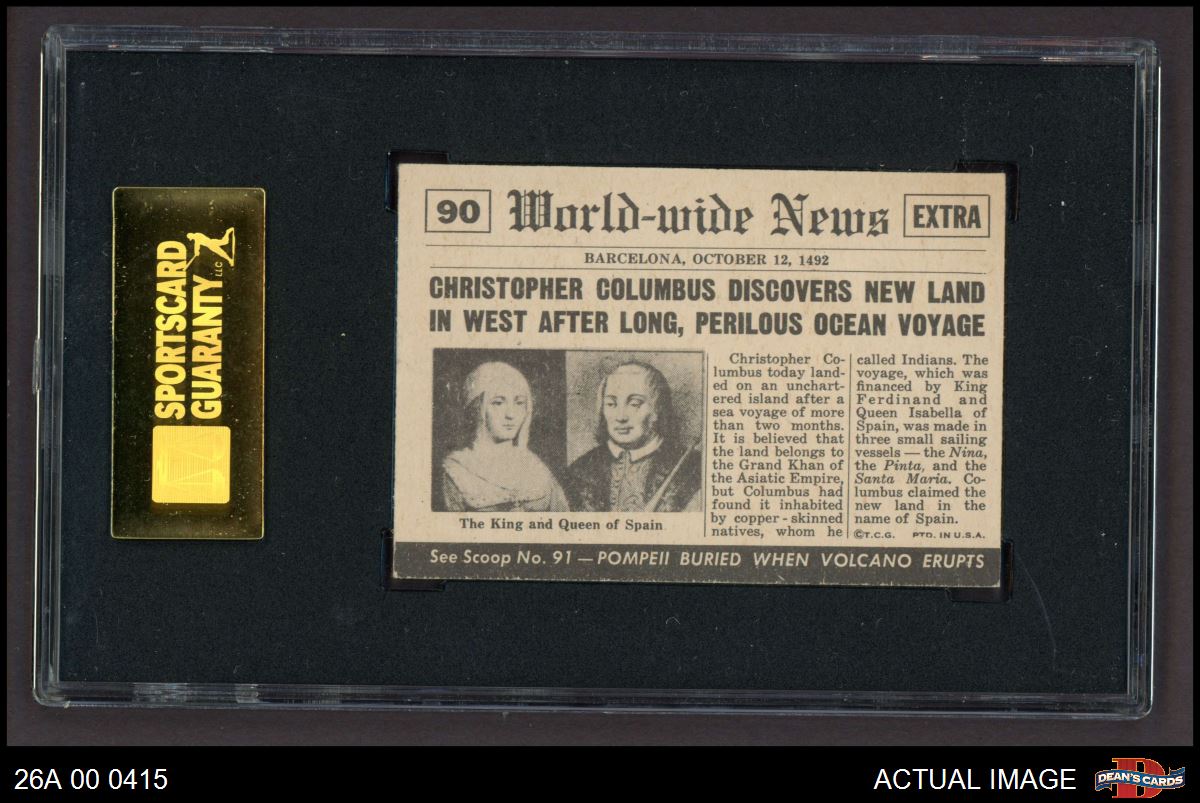 SPORTSCARD
GUARANTY LLC
90
World-wide News
EXTRA
BARCELONA, OCTOBER 12, 1492
CHRISTOPHER COLUMBUS DISCOVERS NEW LAND
IN WEST AFTER LONG, PERILOUS OCEAN VOYAGE
The King and Queen of Spain
Christopher Co-
lumbus today land-
ed on an unchart-
ered island after a
sea voyage of more
than two months.
It is believed that
the land belongs to
the Grand Khan of
the Asiatic Empire,
but Columbus had
found it inhabited
by copper-skinned
natives, whom he
called Indians. The
voyage, which was
financed by King
Ferdinand and
Queen Isabella of
Spain, was made in
three small sailing
vessels — the Nina,
the Pinta, and the
Santa Maria. Co-
lumbus claimed the
new land in the
name of Spain.
©T.C.G. PTD. IN U.S.A.
See Scoop No. 91 — POMPEII BURIED WHEN VOLCANO ERUPTS
26A 00 0415
ACTUAL IMAGE
DEAN'S CARDS